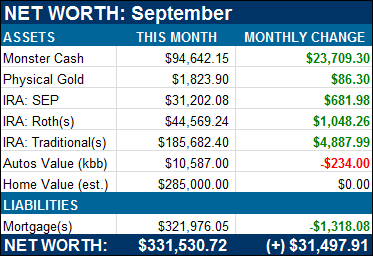 NET WORTH: September
ASSETS THIS MONTH MONTHLY CHANGE
Monster Cash $94,642.15 $23,709.30
Physical Gold $1,823.90 $86.30
IRA: SEP $31,202.08 $681.98
IRA: Roth(s) $44,569.24 $1,048.26
IRA: Traditional(s) $185,682.40 $4,887.99
Autos Value (kbb) $10,587.00 -$234.00
Home Value (est.) $285,000.00 $0.00
LIABILITIES
Mortgage(s) $321,976.05 -$1,318.08
NET WORTH: $331,530.72 (+) $31,497.91